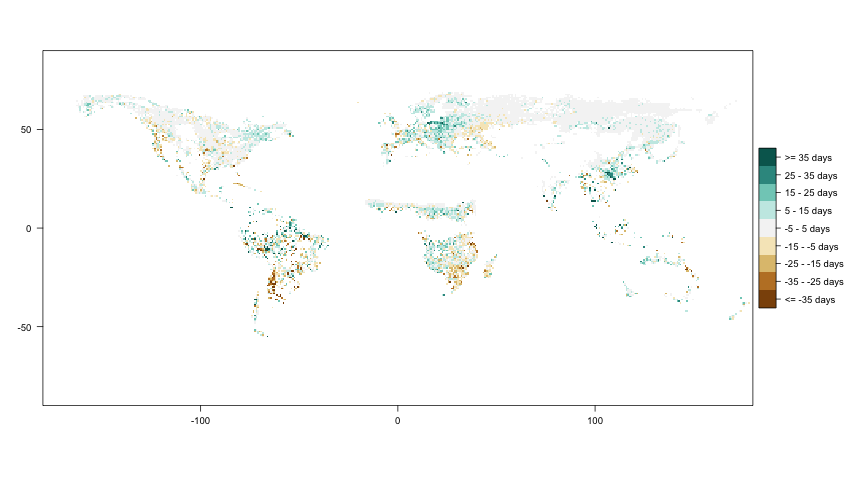 50
0
-50
-100
0
100
>= 35 days
25 - 35 days
15 - 25 days
5 - 15 days
-5 - 5 days
-15 - -5 days
-25 - -15 days
-35 - -25 days
<= -35 days